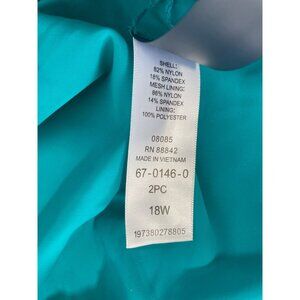 SHELL:
82% NYLON
18% SPANDEX
MESH LINING:
86% NYLON
14% SPANDEX
LINING:
100% POLYESTER
08085
RN 88842
MADE IN VIETNAM
67-0146-0
2PC
18W
197380278805